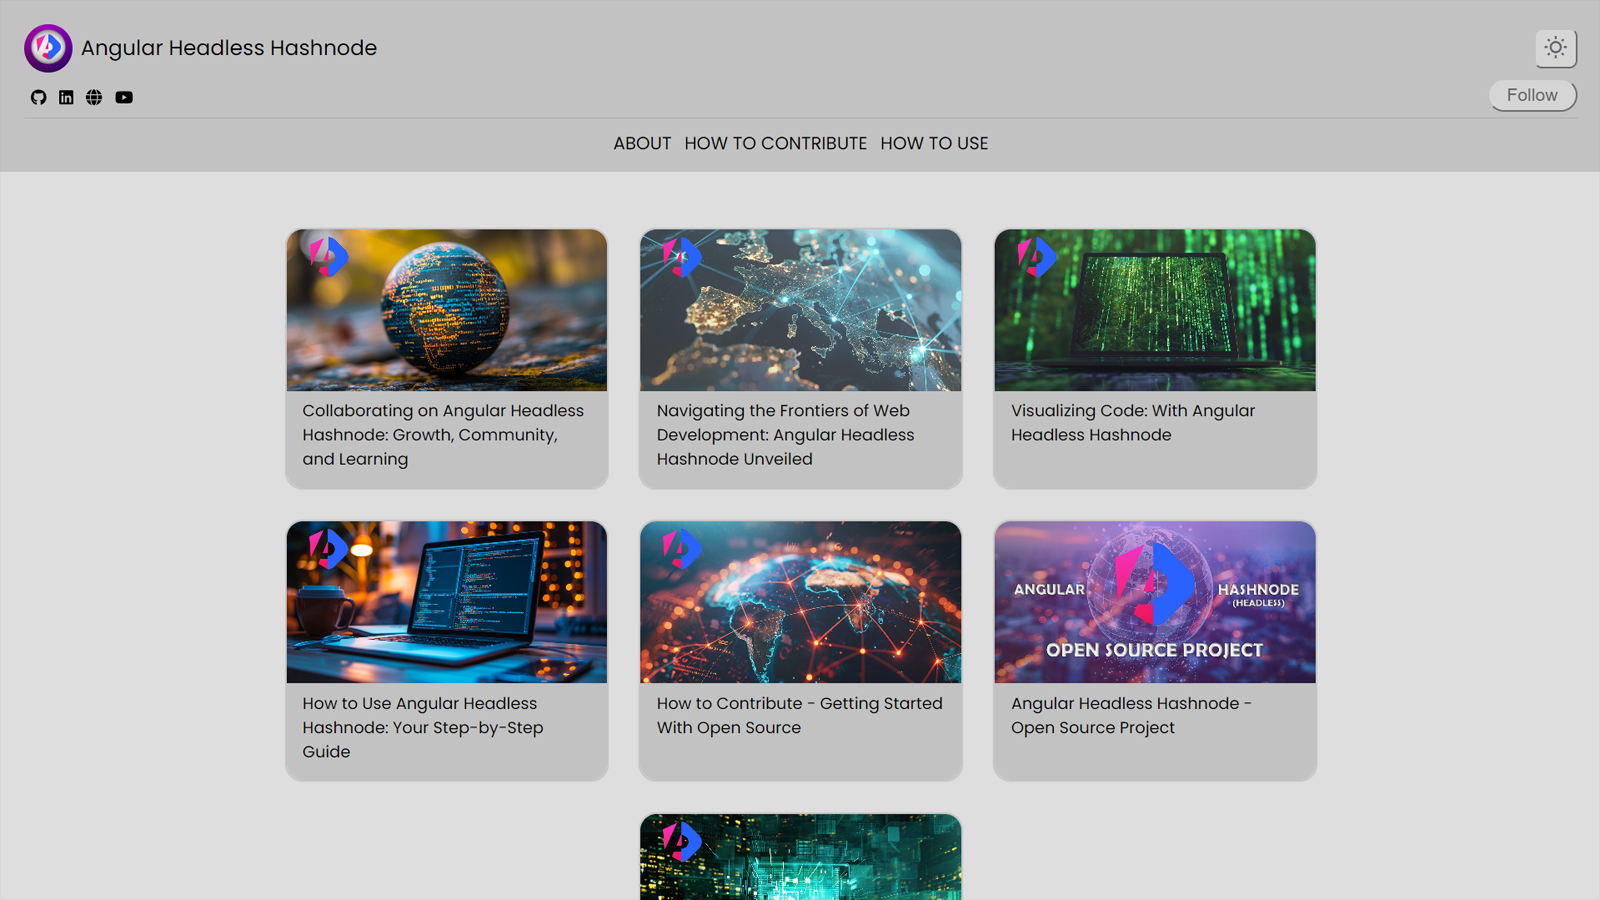 Angular Headless Hashnode
Follow
ABOUT HOW TO CONTRIBUTE HOW TO USE
Collaborating on Angular Headless
Hashnode: Growth, Community,
and Learning
Navigating the Frontiers of Web
Development: Angular Headless
Hashnode Unveiled
Visualizing Code: With Angular
Headless Hashnode
ANGULAR
HASHNODE
(HEADLESS)
OPEN SOURCE PROJECT
How to Use Angular Headless
Hashnode: Your Step-by-Step
Guide
How to Contribute - Getting Started
With Open Source
Angular Headless Hashnode -
Open Source Project